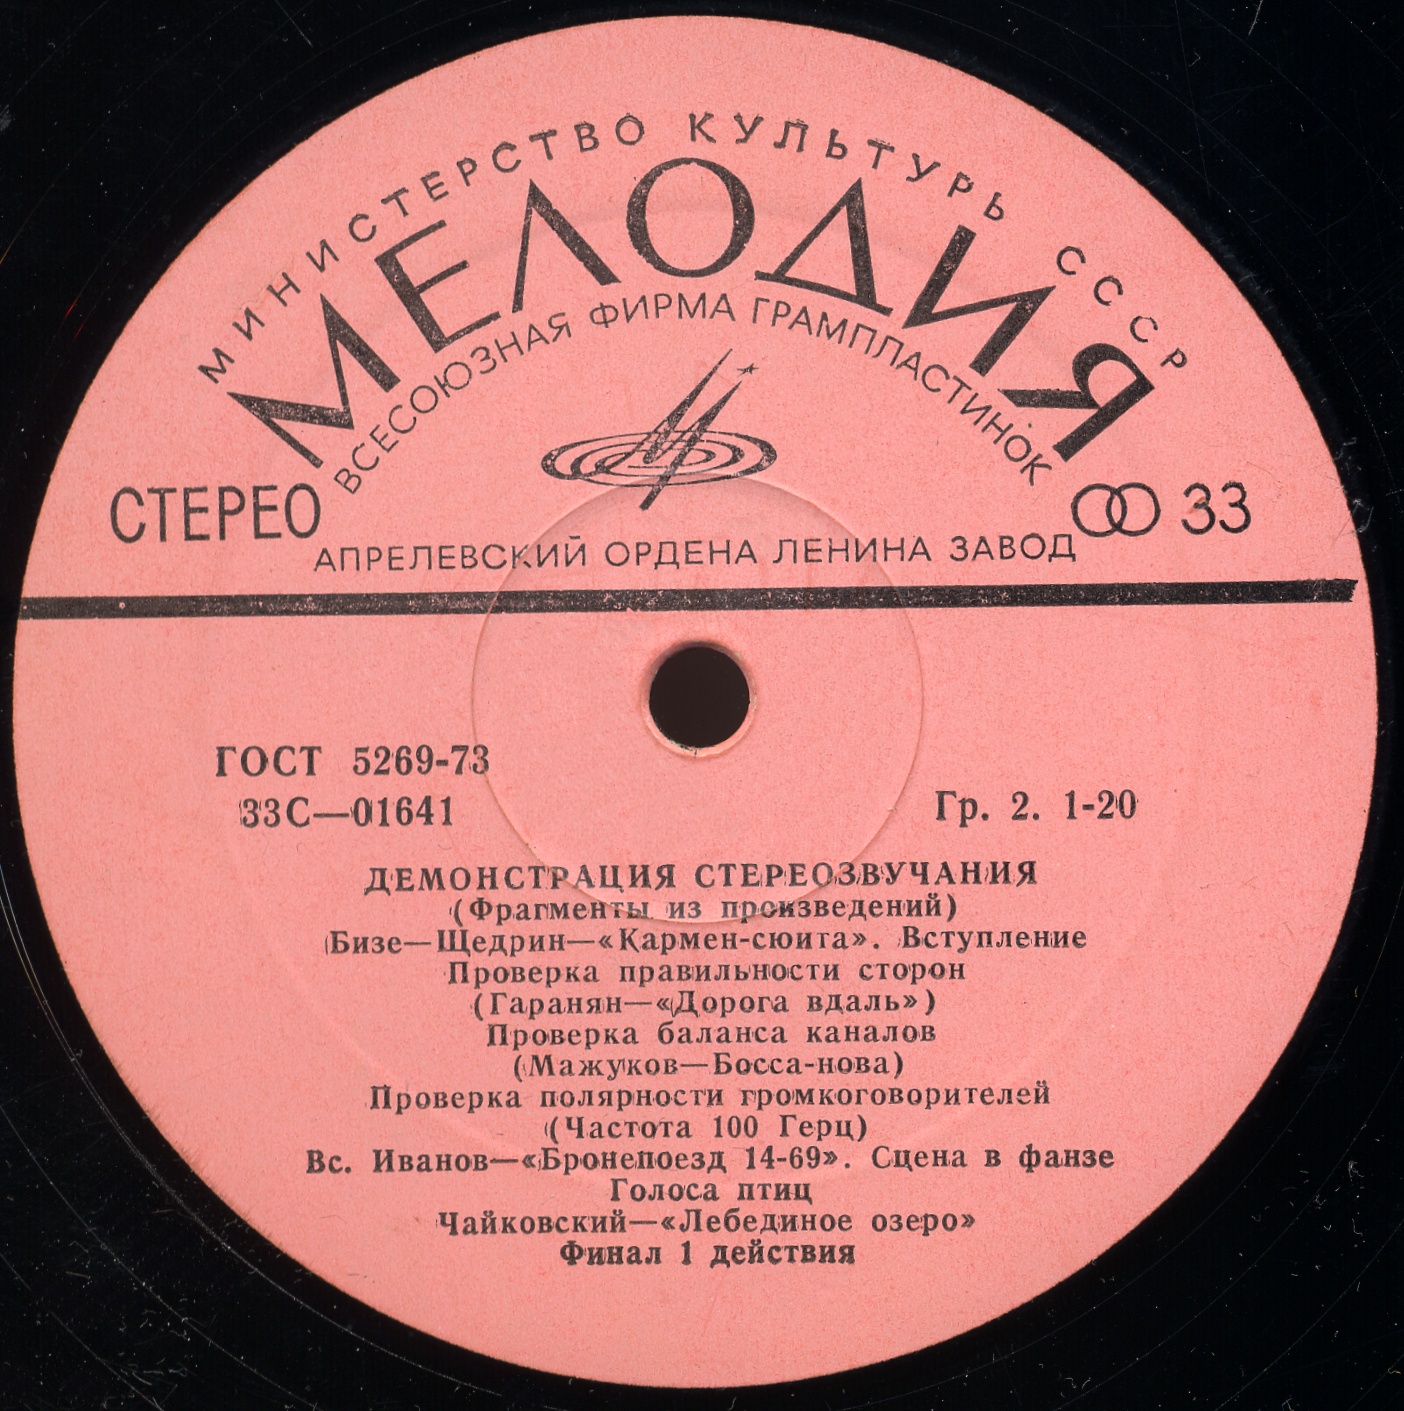 МИНИСТЕРСТВО КУЛЬТУРЫ СССР
МЕЛОДИЯ
ВСЕСОЮЗНАЯ ФИРМА ГРАМПЛАСТИНОК
СТЕРЕО
33
АПРЕЛЕВСКИЙ ОРДЕНА ЛЕНИНА ЗАВОД
ГОСТ 5269-73
33С—01641
Гр. 2. 1-20
ДЕМОНСТРАЦИЯ СТЕРЕОЗВУЧАНИЯ
(Фрагменты из произведений)
Бизе—Щедрин—«Кармен-сюита». Вступление
Проверка правильности сторон
(Гаранян—«Дорога вдаль»)
Проверка баланса каналов
(Мажуков—Босса-нова)
Проверка полярности громкоговорителей
(Частота 100 Герц)
Вс. Иванов—«Бронепоезд 14-69». Сцена в фанзе
Голоса птиц
Чайковский—«Лебединое озеро»
Финал 1 действия